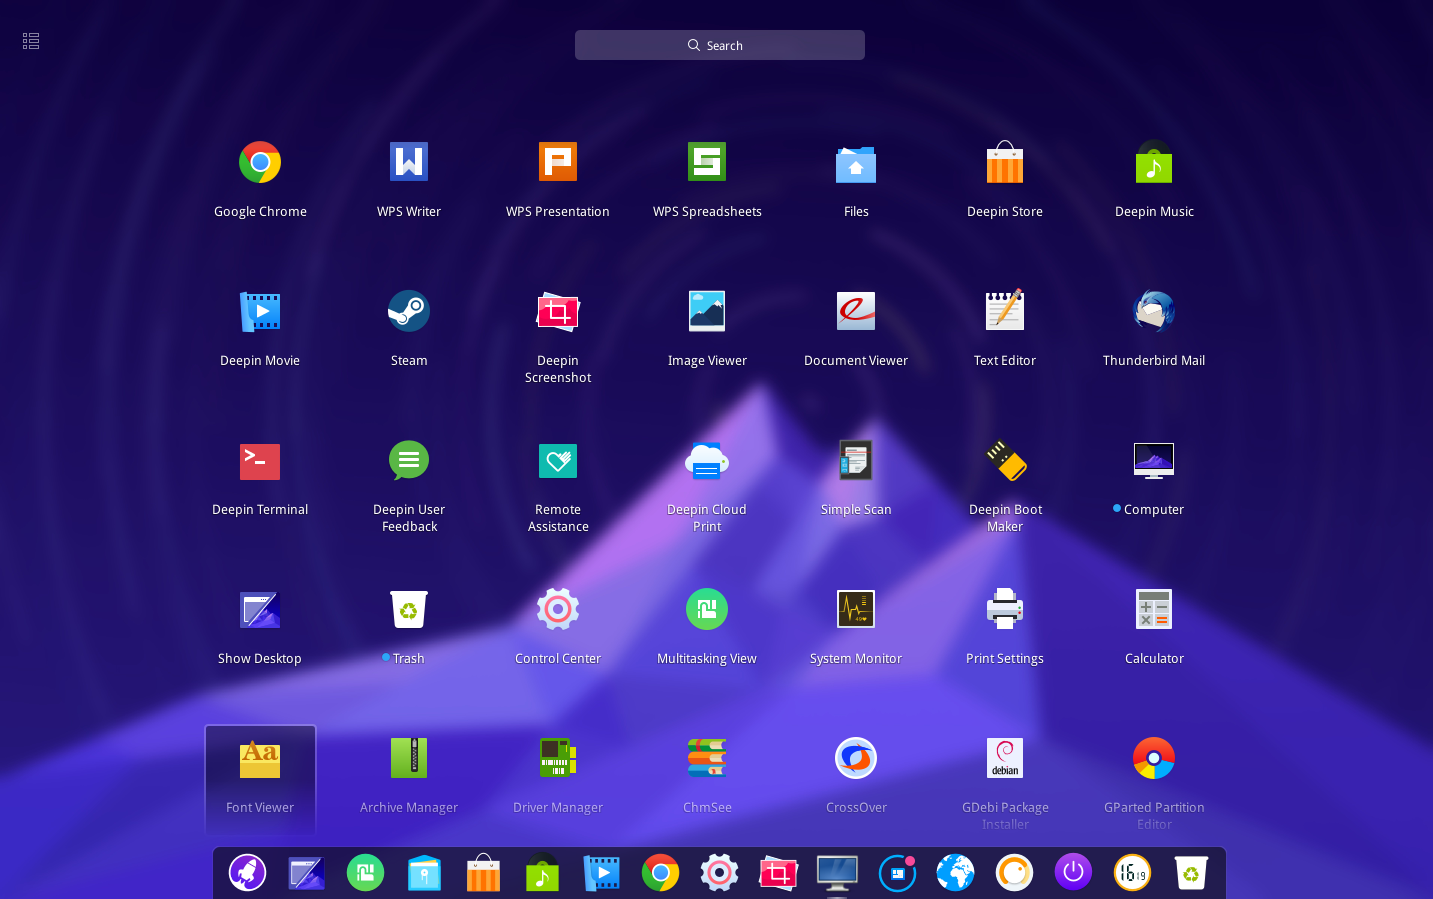 Search
Google Chrome
WPS Writer
WPS Presentation
WPS Spreadsheets
Files
Deepin Store
Deepin Music
Deepin Movie
Steam
Deepin
Screenshot
Image Viewer
Document Viewer
Text Editor
Thunderbird Mail
Deepin Terminal
Deepin User
Feedback
Remote
Assistance
Deepin Cloud
Print
Simple Scan
Deepin Boot
Maker
Computer
Show Desktop
Trash
Control Center
Multitasking View
System Monitor
Print Settings
Calculator
Aa
debian
Font Viewer
Archive Manager
Driver Manager
ChmSee
CrossOver
GDebi Package
Installer
GParted Partition
Editor
16 19